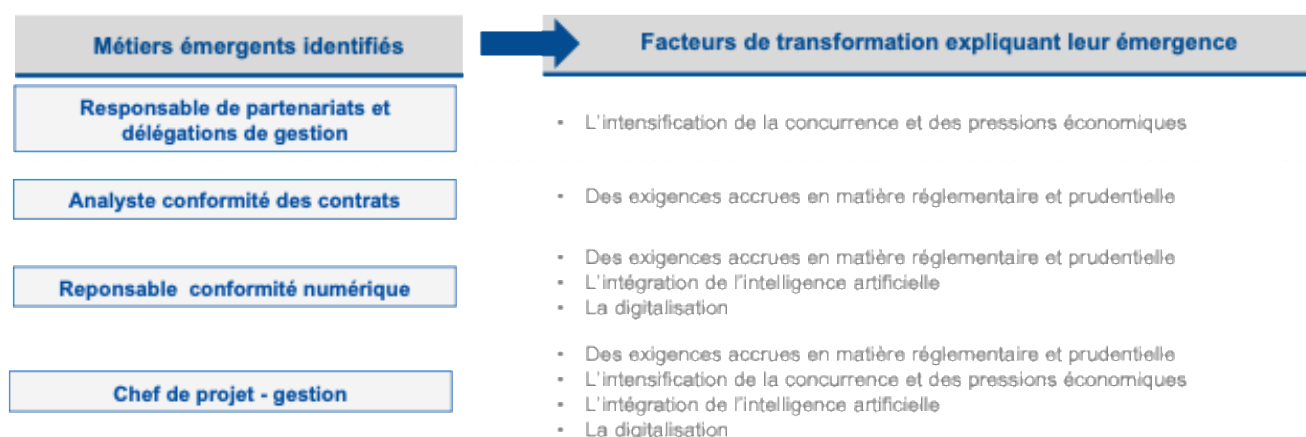 Métiers émergents identifiés
Facteurs de transformation expliquant leur émergence
Responsable de partenariats et
délégations de gestion
• L'intensification de la concurrence et des pressions économiques
Analyste conformité des contrats
• Des exigences accrues en matière réglementaire et prudentielle
Reponsable conformité numérique
• Des exigences accrues en matière réglementaire et prudentielle
• L'intégration de l'intelligence artificielle
• La digitalisation
Chef de projet - gestion
• Des exigences accrues en matière réglementaire et prudentielle
• L'intensification de la concurrence et des pressions économiques
• L'intégration de l'intelligence artificielle
• La digitalisation